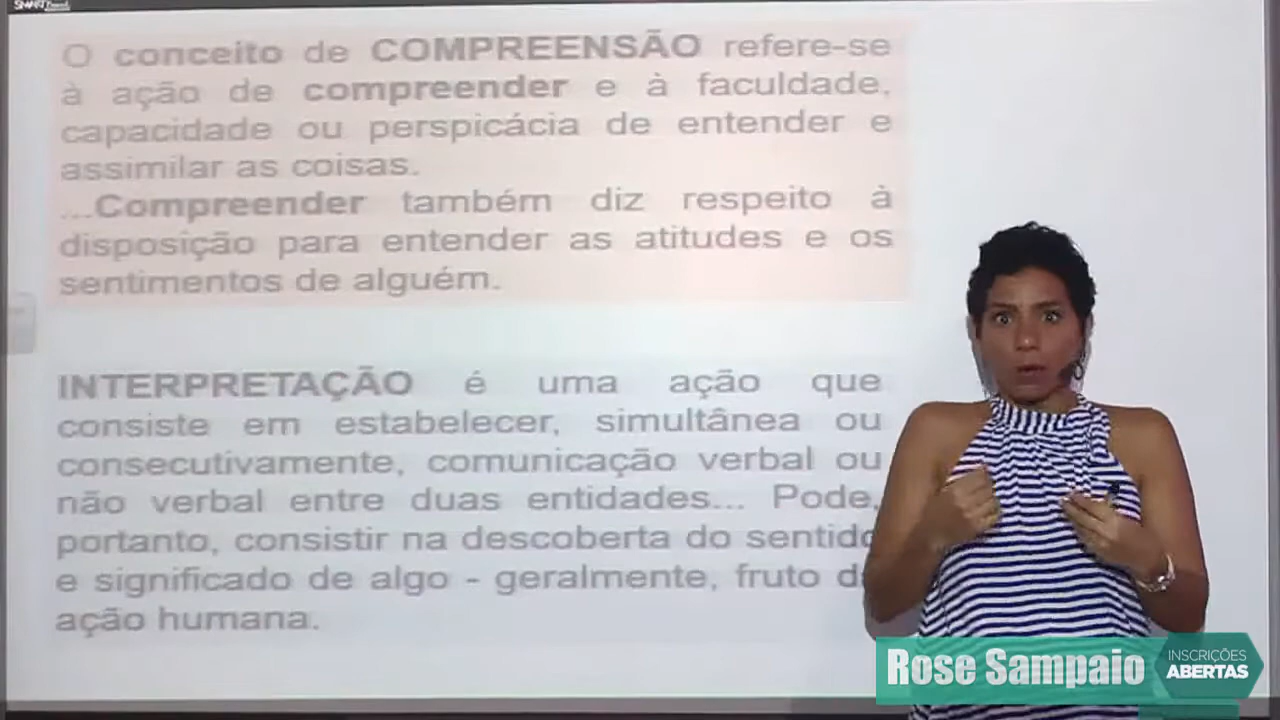 SMART Board
O conceito de COMPREENSÃO refere-se
à ação de compreender e à faculdade,
capacidade ou perspicácia de entender e
assimilar as coisas.
...Compreender também diz respeito à
disposição para entender as atitudes e os
sentimentos de alguém.
INTERPRETAÇÃO é uma ação que
consiste em estabelecer, simultânea ou
consecutivamente, comunicação verbal ou
não verbal entre duas entidades... Pode,
portanto, consistir na descoberta do sentido
e significado de algo - geralmente, fruto d
ação humana.
Rose Sampaio
INSCRIÇÕES
ABERTAS